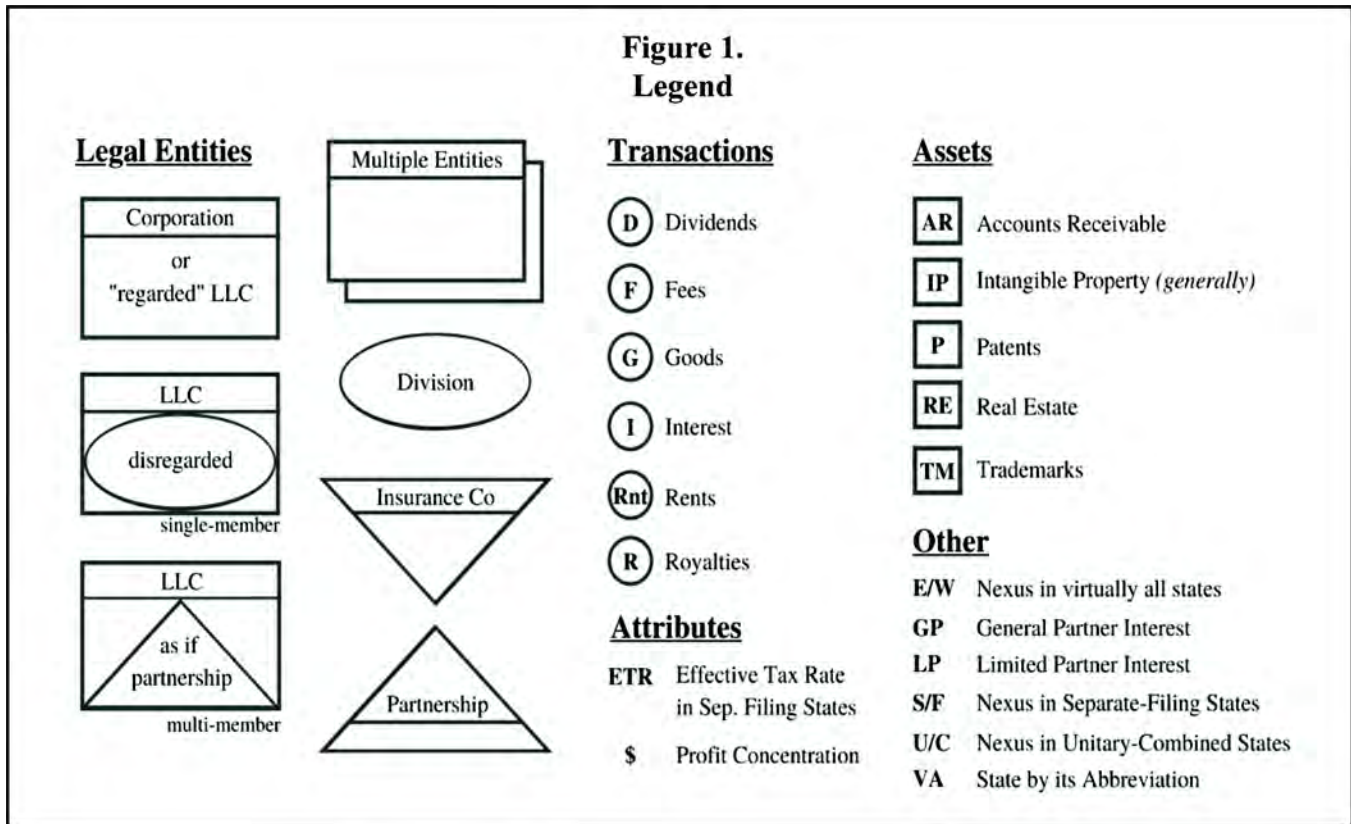 Figure 1.
Legend
Legal Entities
Corporation
or
"regarded" LLC
LLC
disregarded
single-member
LLC
as if
partnership
multi-member
Multiple Entities
Division
Insurance Co
Partnership
Transactions
D Dividends
F Fees
G Goods
I Interest
Rnt Rents
R Royalties
Attributes
ETR Effective Tax Rate
in Sep. Filing States
$ Profit Concentration
Assets
AR Accounts Receivable
IP Intangible Property (generally)
P Patents
RE Real Estate
TM Trademarks
Other
E/W Nexus in virtually all states
GP General Partner Interest
LP Limited Partner Interest
S/F Nexus in Separate-Filing States
U/C Nexus in Unitary-Combined States
VA State by its Abbreviation